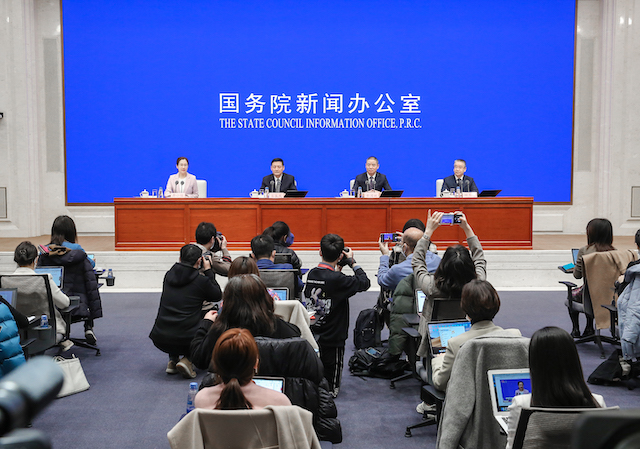 国务院新闻办公室
THE STATE COUNCIL INFORMATION OFFICE, P.R.C.